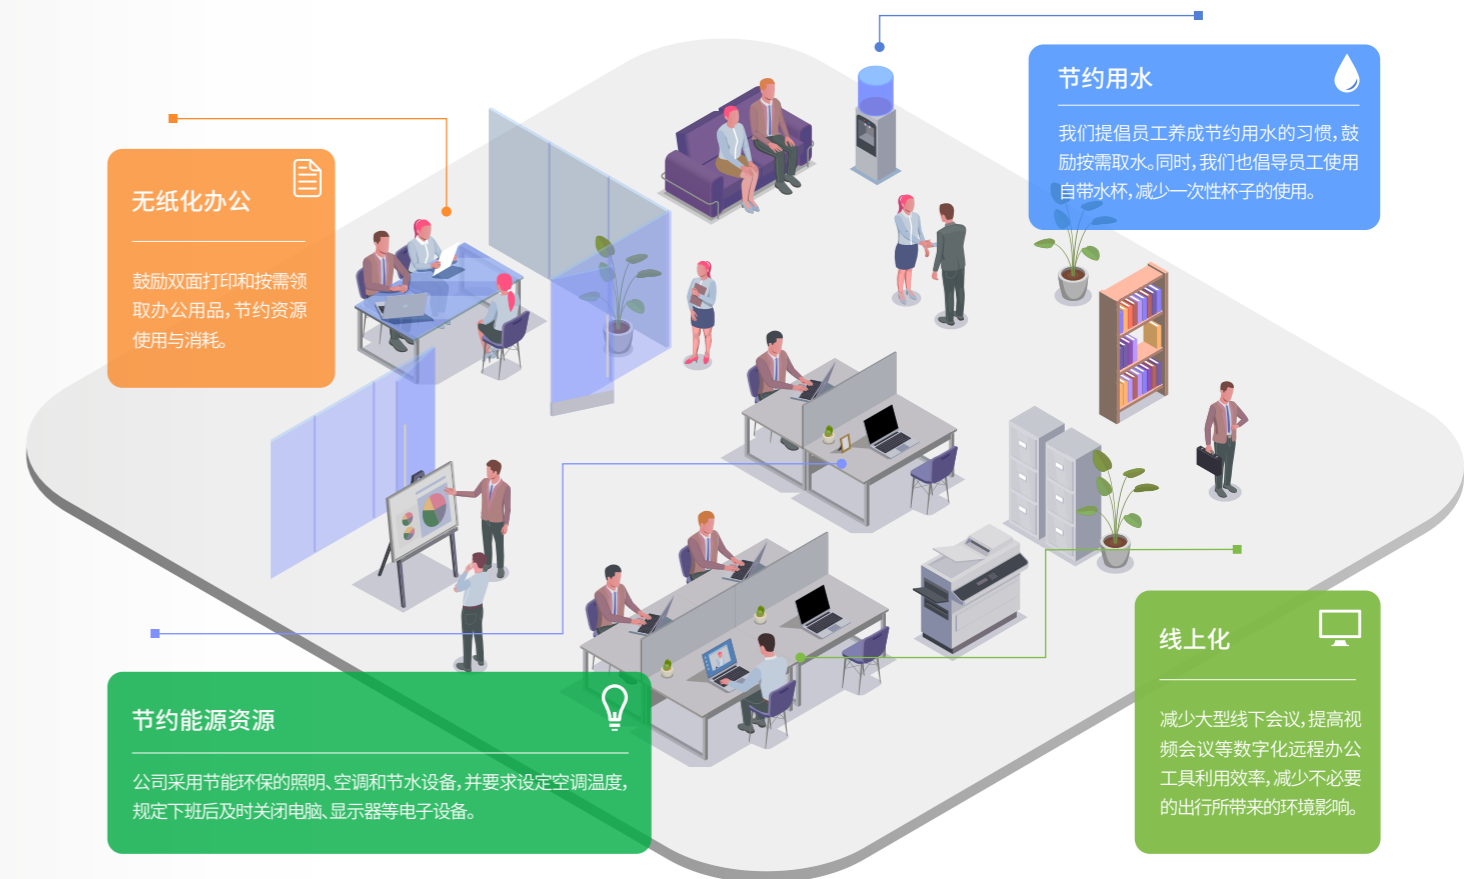 无纸化办公
鼓励双面打印和按需领
取办公用品,节约资源
使用与消耗。
节约用水
我们提倡员工养成节约用水的习惯,鼓
励按需取水。同时,我们也倡导员工使用
自带水杯,减少一次性杯子的使用。
节约能源资源
公司采用节能环保的照明、空调和节水设备,并要求设定空调温度,
规定下班后及时关闭电脑、显示器等电子设备。
线上化
减少大型线下会议,提高视
频会议等数字化远程办公
工具利用效率,减少不必要
的出行所带来的环境影响。